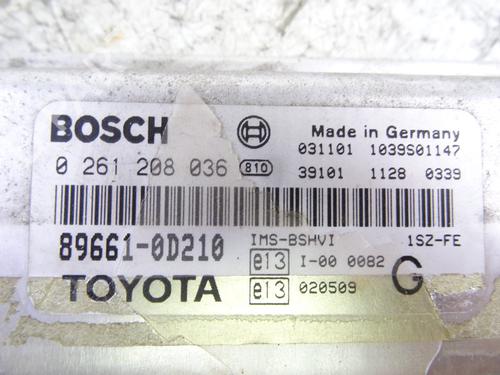 BOSCH
Made in Germany
0 261 208 036 810
031101 1039S01147
39101 1128 0339
89661-0D210
IMS-BSHVI 1SZ-FE
TOYOTA
e13 I-00 0082 G
e13 020509